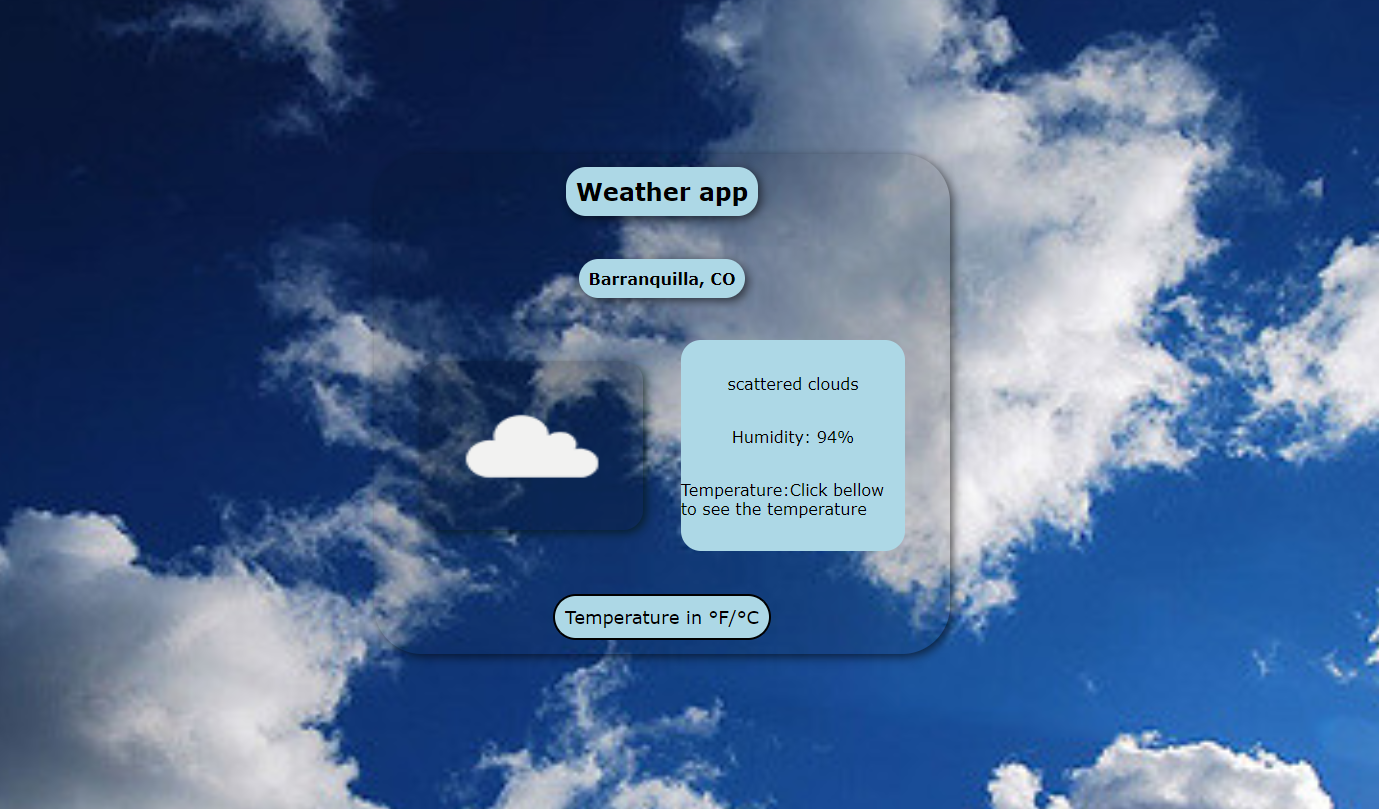 Weather app
Barranquilla, CO
scattered clouds
Humidity: 94%
Temperature:Click bellow
to see the temperature
Temperature in °F/°C